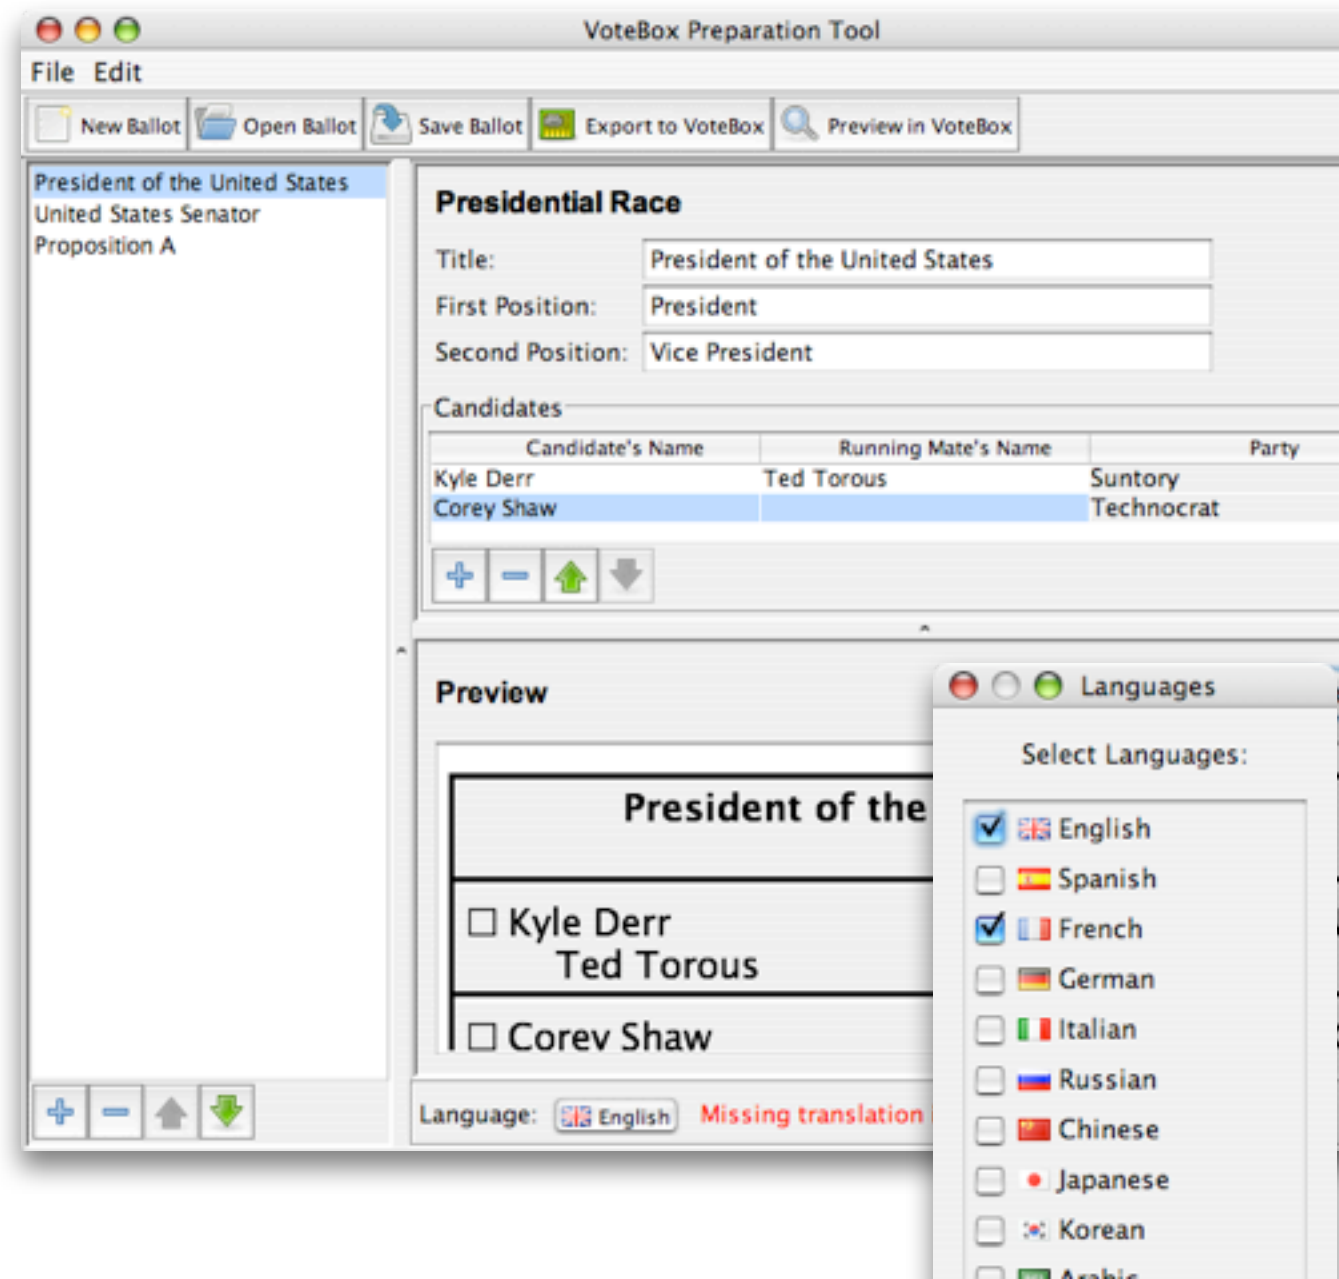 VoteBox Preparation Tool
File Edit
New Ballot Open Ballot Save Ballot Export to VoteBox Preview in VoteBox
President of the United States
United States Senator
Proposition A
Presidential Race
Title: President of the United States
First Position: President
Second Position: Vice President
Candidates
Candidate's Name Running Mate's Name Party
Kyle Derr Ted Torous Suntory
Corey Shaw Technocrat
Preview
President of the
Kyle Derr
Ted Torous
Corey Shaw
Language: English Missing translation
Languages
Select Languages:
English
Spanish
French
German
Italian
Russian
Chinese
Japanese
Korean
Arabic